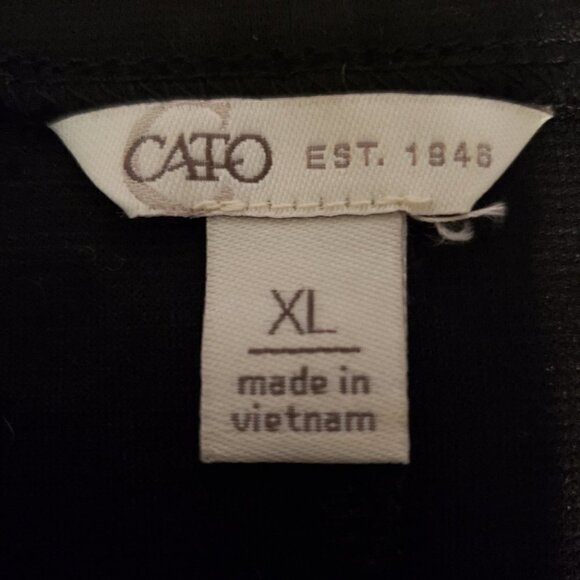 CATO EST. 1946
XL
made in
vietnam